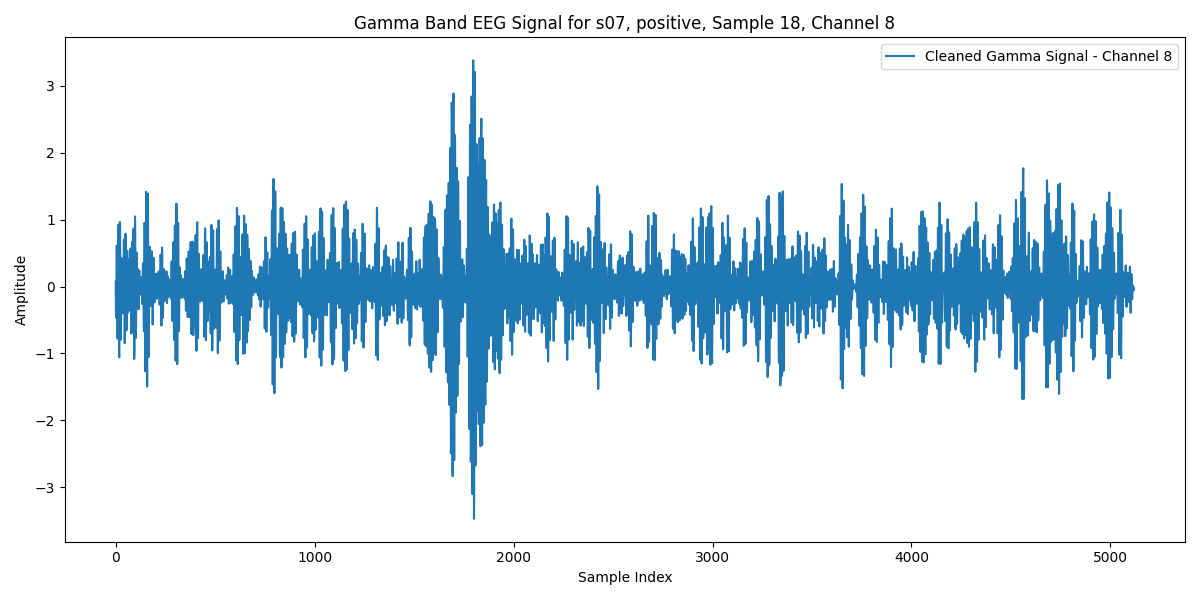 Gamma Band EEG Signal for s07, positive, Sample 18, Channel 8
Cleaned Gamma Signal - Channel 8
Amplitude
3
2
1
0
−1
−2
−3
0 1000 2000 3000 4000 5000
Sample Index